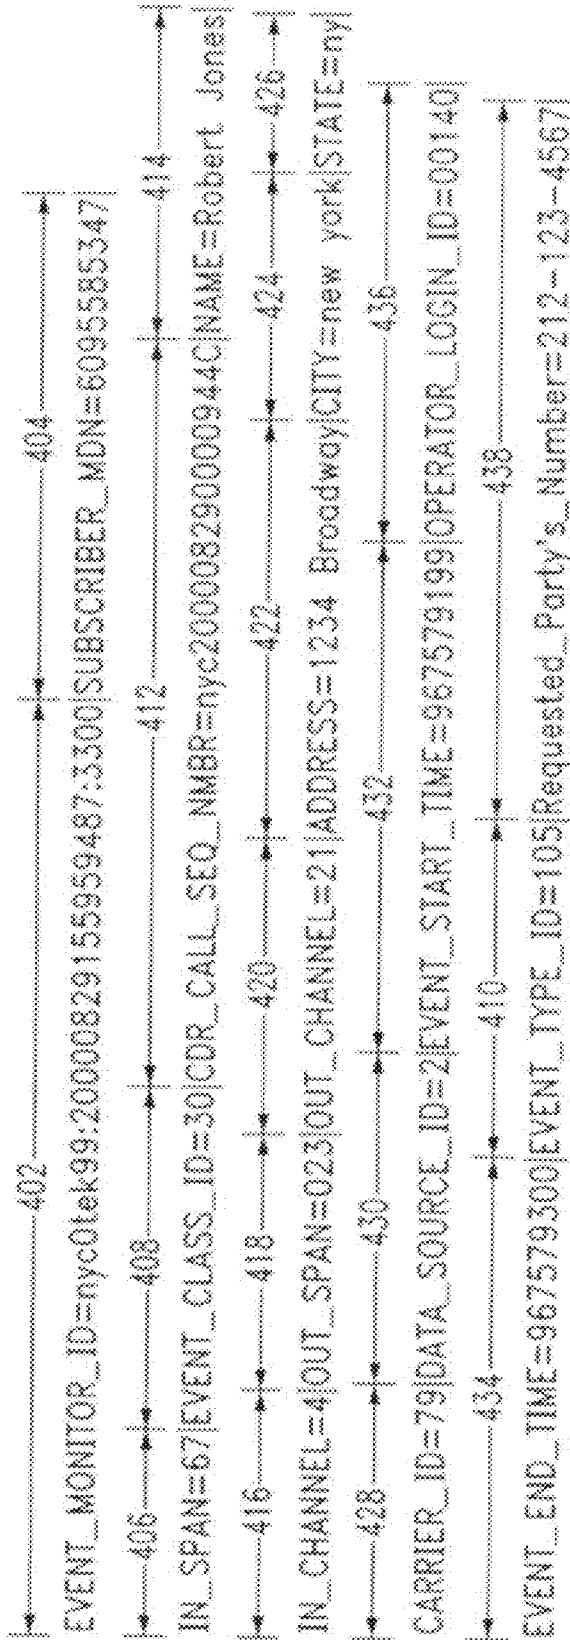 402 404
EVENT_MONITOR_ID=nyc0tek99:20000829155959487:3300|SUBSCRIBER_MDN=6095585347
406 408 412 414
IN_SPAN=67|EVENT_CLASS_ID=30|CDR_CALL_SEQ_NMBR=nyc200008290000944C|NAME=Robert Jones|
416 418 420 422 424 426
IN_CHANNEL=4|OUT_SPAN=023|OUT_CHANNEL=21|ADDRESS=1234 Broadway|CITY=new york|STATE=ny|
428 430 432 436
CARRIER_ID=79|DATA_SOURCE_ID=2|EVENT_START_TIME=967579199|OPERATOR_LOGIN_ID=00140|
434 410 438
EVENT_END_TIME=967579300|EVENT_TYPE_ID=105|Requested_Party's_Number=212-123-4567|